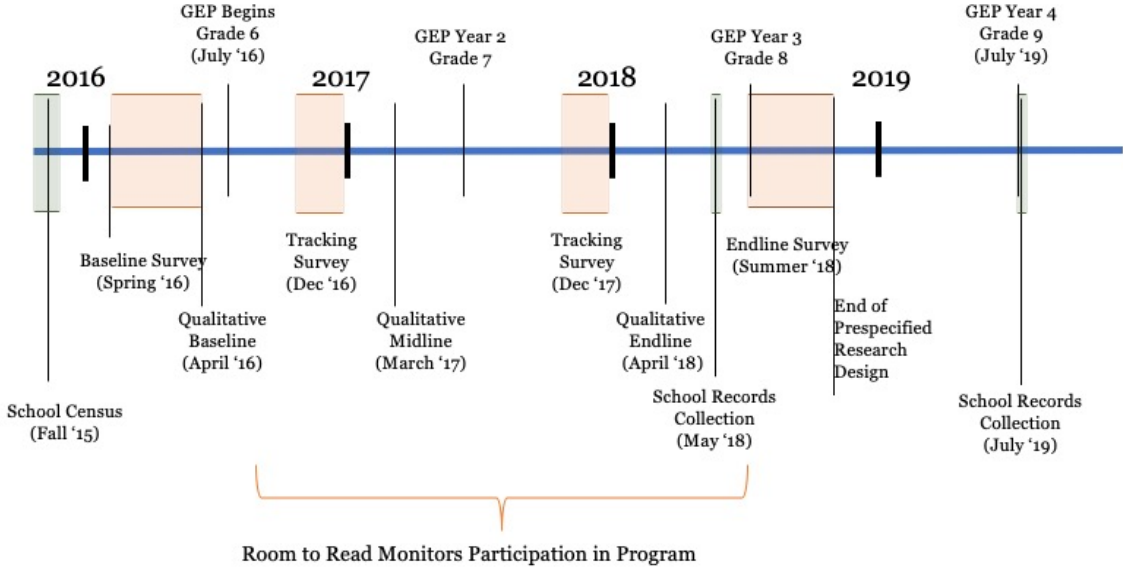 GEP Begins
Grade 6
(July ‘16)
GEP Year 2
Grade 7
GEP Year 3
Grade 8
GEP Year 4
Grade 9
(July ‘19)
2016
2017
2018
2019
Baseline Survey
(Spring ‘16)
Tracking
Survey
(Dec ‘16)
Tracking
Survey
(Dec ‘17)
Endline Survey
(Summer ‘18)
Qualitative
Baseline
(April ‘16)
Qualitative
Midline
(March ‘17)
Qualitative
Endline
(April ‘18)
End of
Prespecified
Research
Design
School Census
(Fall ‘15)
School Records
Collection
(May ‘18)
School Records
Collection
(July ‘19)
Room to Read Monitors Participation in Program